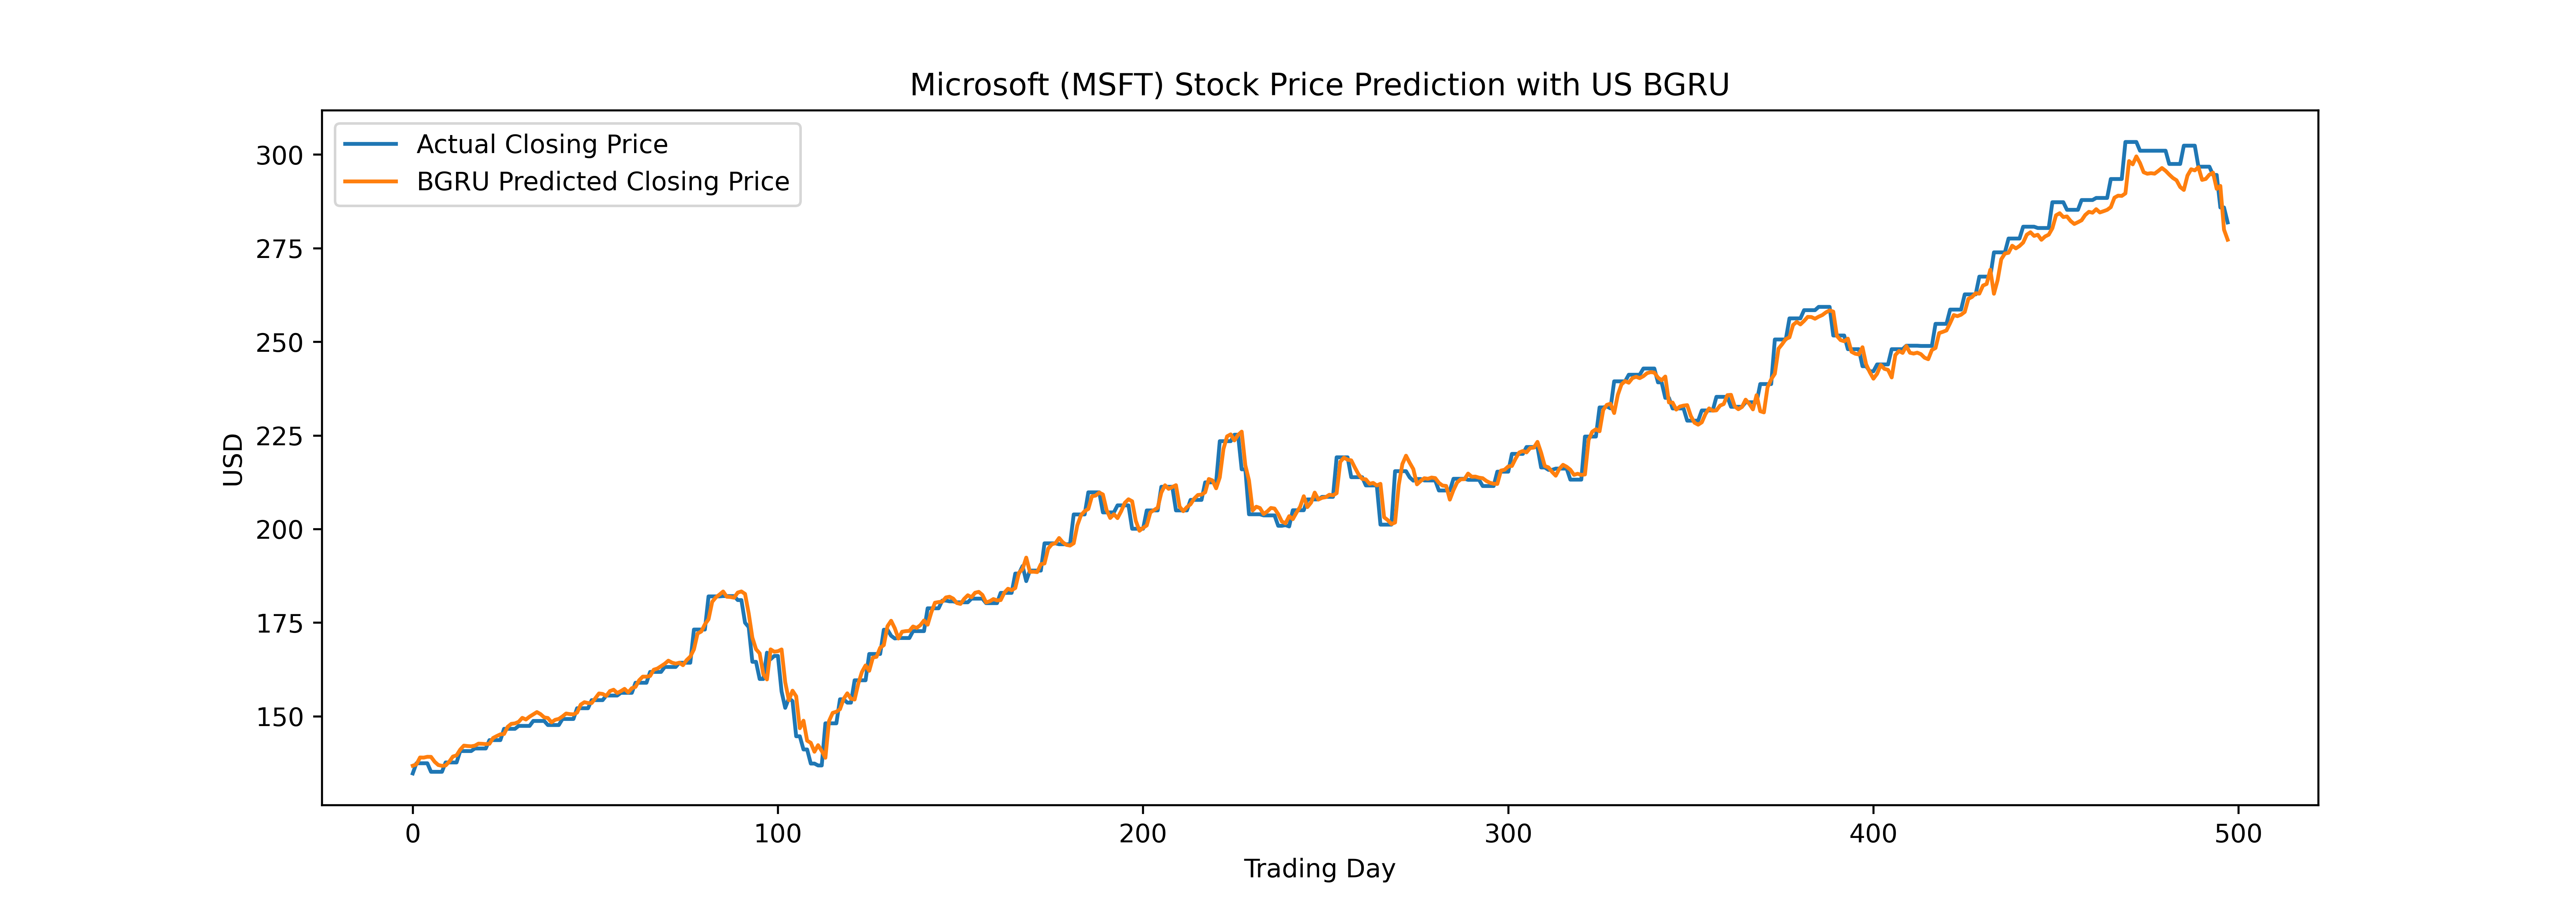 Microsoft (MSFT) Stock Price Prediction with US BGRU
Actual Closing Price
BGRU Predicted Closing Price
300
275
250
225
200
175
150
USD
0 100 200 300 400 500
Trading Day